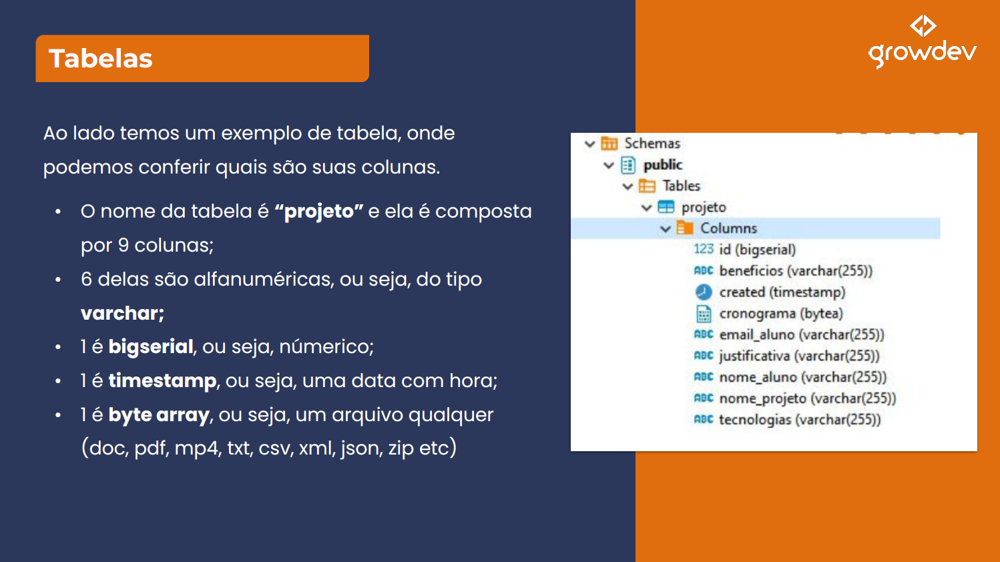 Tabelas
growdev
Ao lado temos um exemplo de tabela, onde
podemos conferir quais são suas colunas.
• O nome da tabela é “projeto” e ela é composta
por 9 colunas;
• 6 delas são alfanuméricas, ou seja, do tipo
varchar;
• 1 é bigserial, ou seja, númerico;
• 1 é timestamp, ou seja, uma data com hora;
• 1 é byte array, ou seja, um arquivo qualquer
(doc, pdf, mp4, txt, csv, xml, json, zip etc)
Schemas
public
Tables
projeto
Columns
123 id (bigserial)
ABC beneficios (varchar(255))
created (timestamp)
cronograma (bytea)
ABC email_aluno (varchar(255))
ABC justificativa (varchar(255))
ABC nome_aluno (varchar(255))
ABC nome_projeto (varchar(255))
ABC tecnologias (varchar(255))